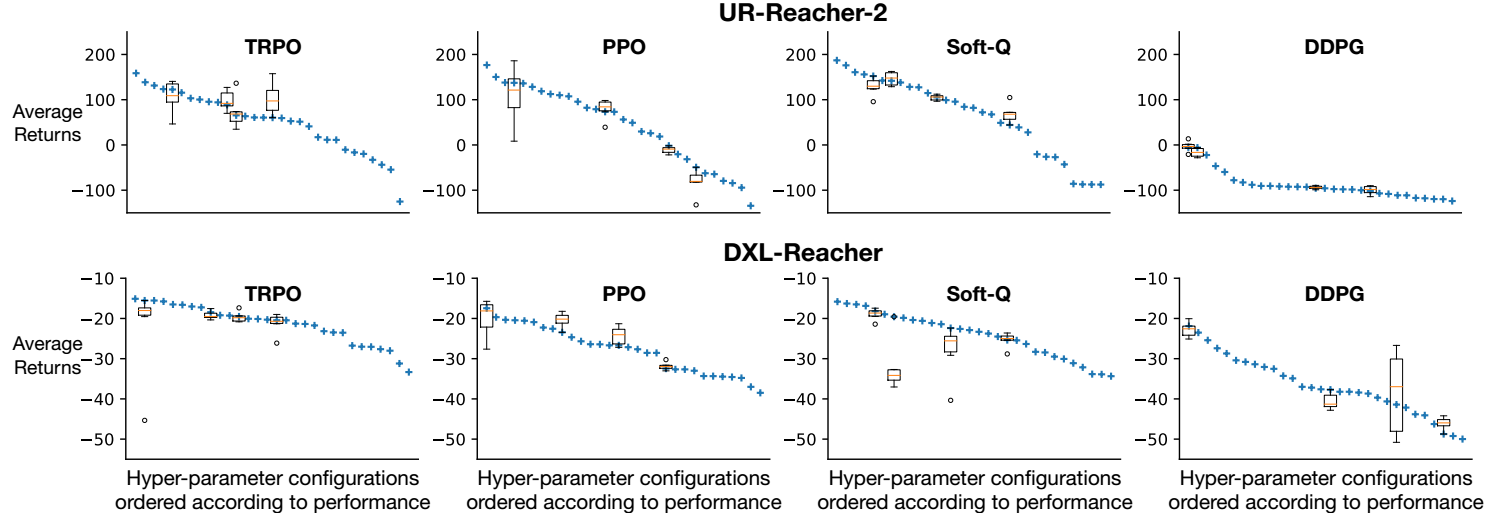 UR-Reacher-2
TRPO
PPO
Soft-Q
DDPG
Average
Returns
200
100
0
−100
200
100
0
−100
200
100
0
−100
200
100
0
−100
DXL-Reacher
TRPO
PPO
Soft-Q
DDPG
Average
Returns
−10
−20
−30
−40
−50
−10
−20
−30
−40
−50
−10
−20
−30
−40
−50
−10
−20
−30
−40
−50
Hyper-parameter configurations
ordered according to performance
Hyper-parameter configurations
ordered according to performance
Hyper-parameter configurations
ordered according to performance
Hyper-parameter configurations
ordered according to performance